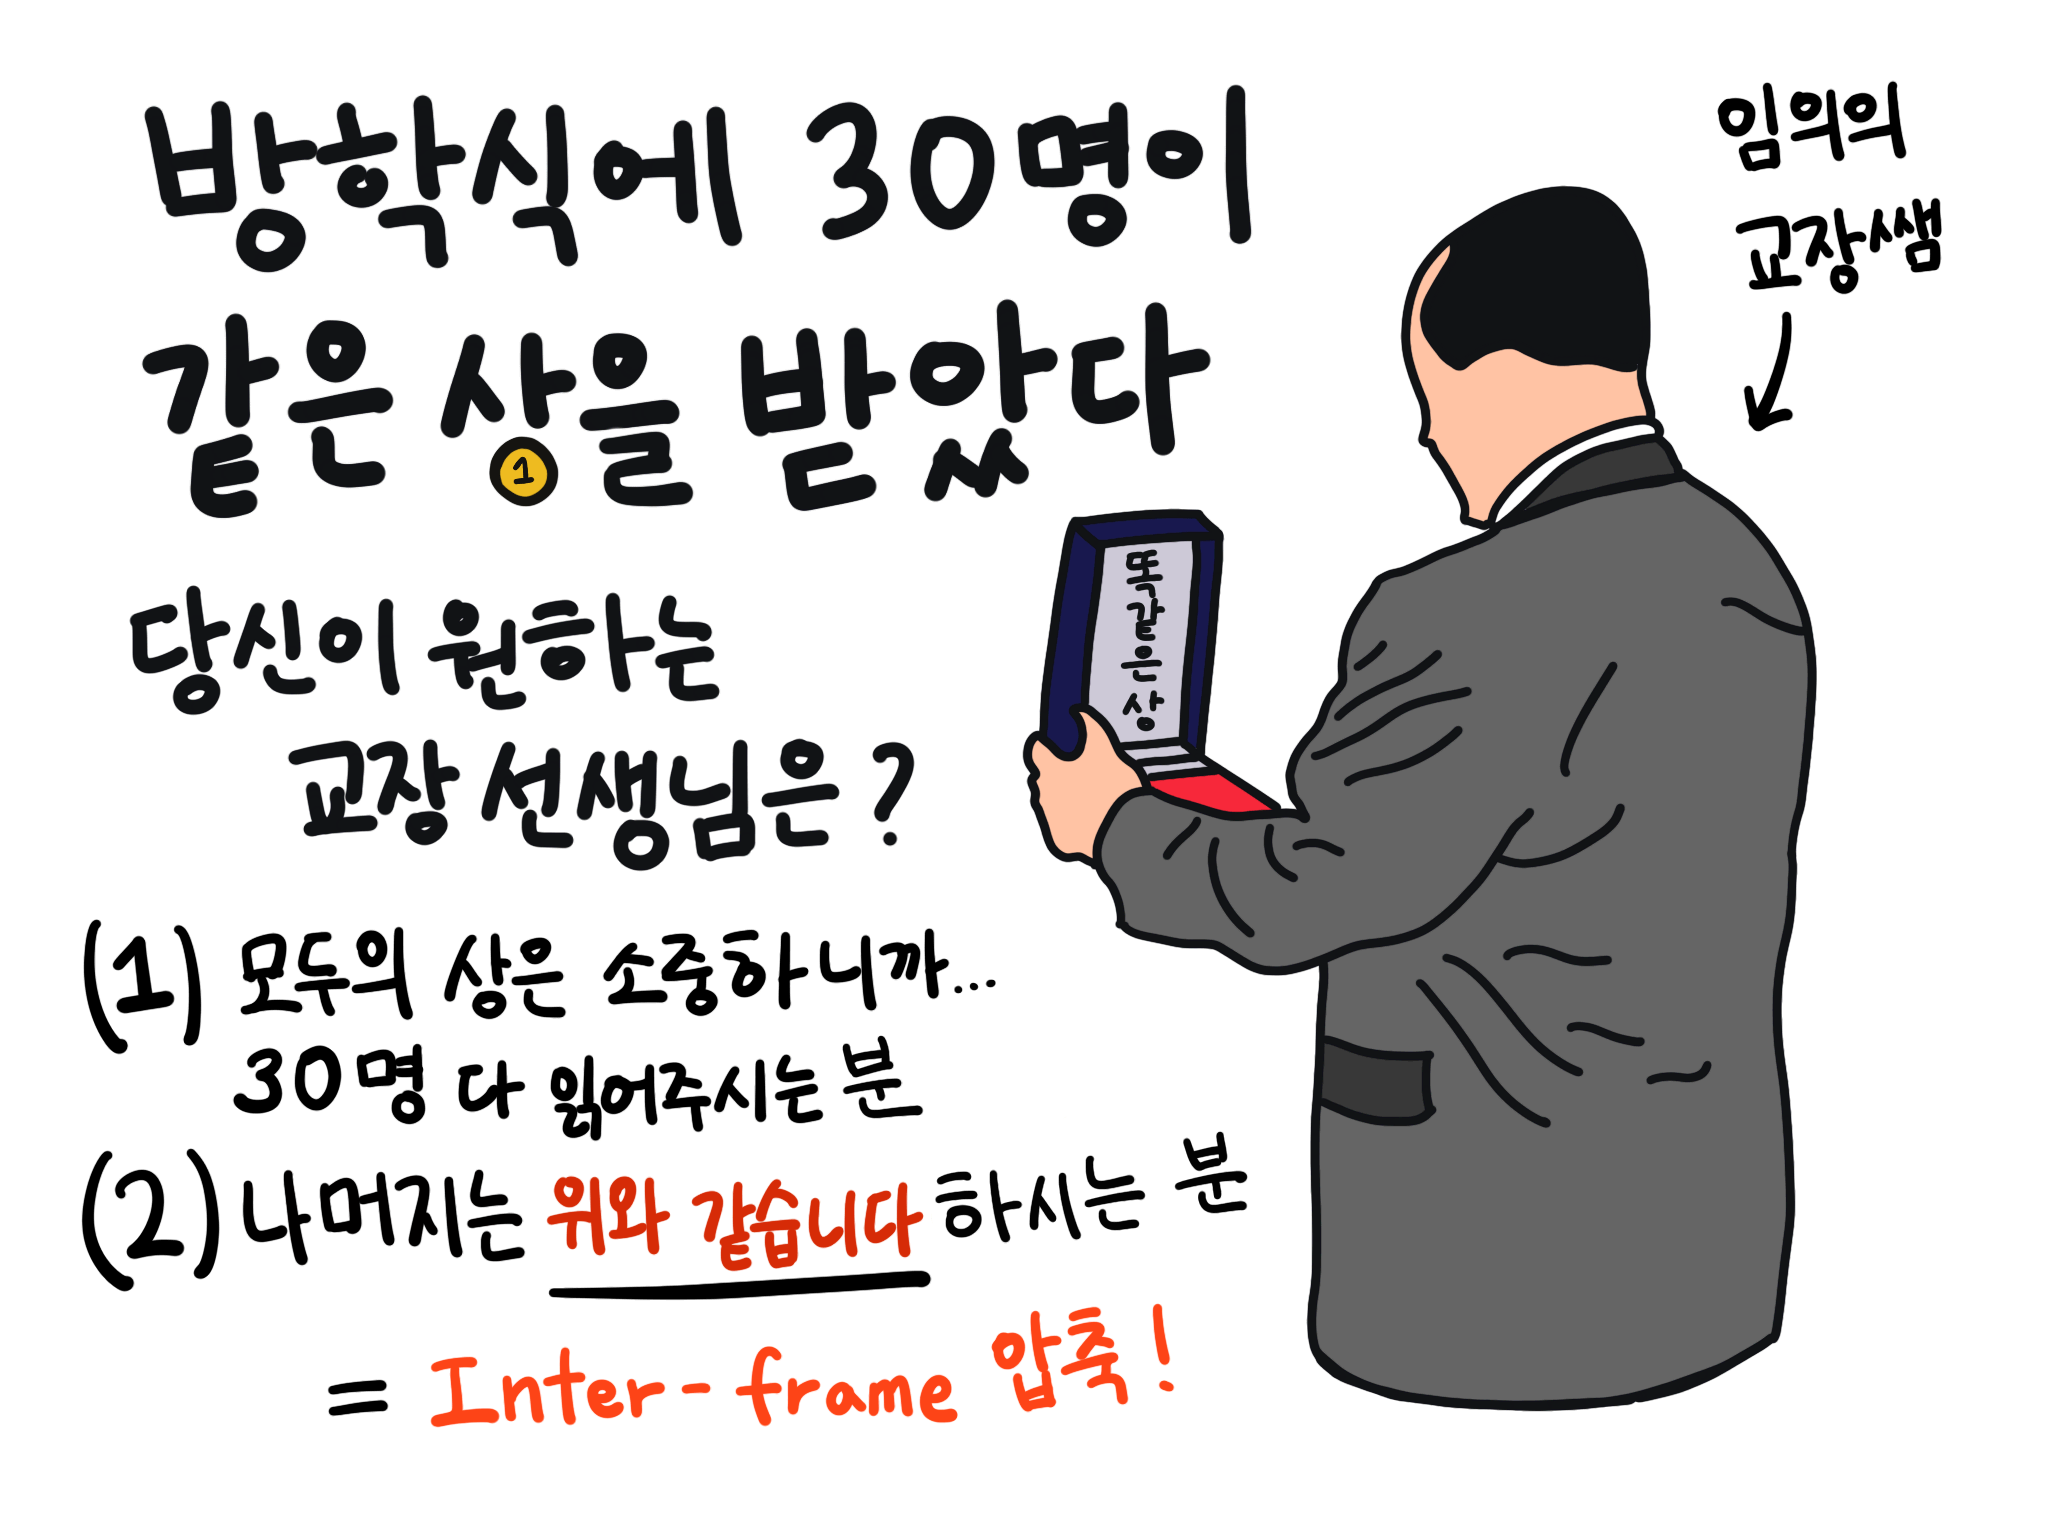 방학식에 30명이
같은 상을 받았다
1
당신이 원하는
교장 선생님은?
(1) 모두의 상은 소중하니까...
30명 다 읽어주시는 분
(2) 나머지는 위와 같습니다 하시는 분
= Inter-frame 압축!
임의의
교장쌤
똑같은상